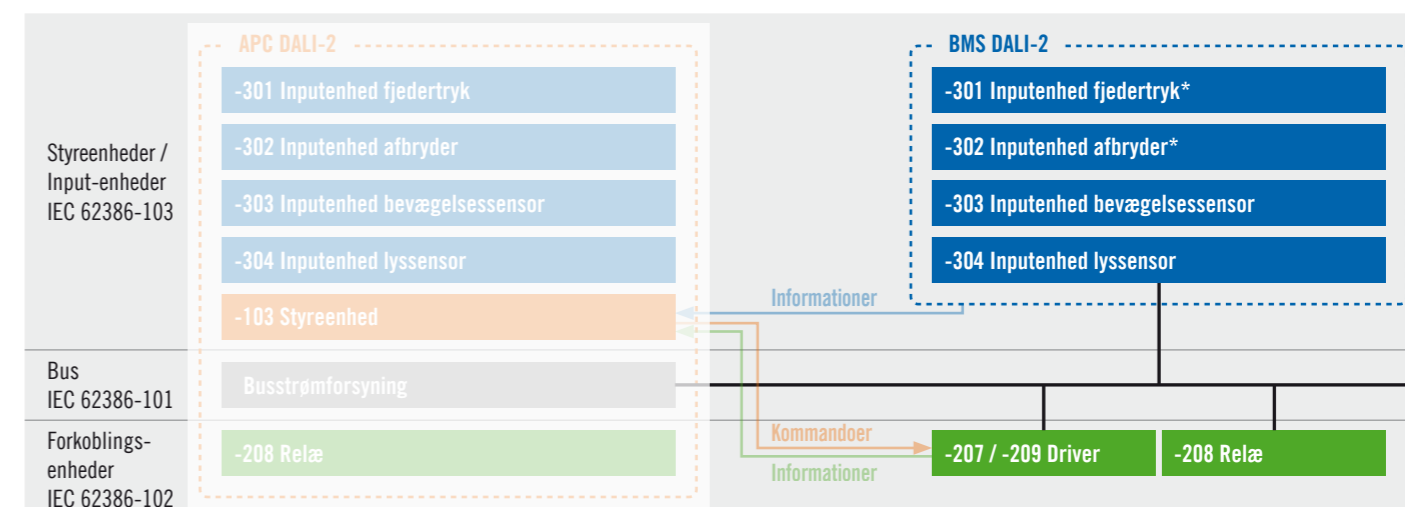 APC DALI-2
BMS DALI-2
-301 Inputenhed fjedertryk
-301 Inputenhed fjedertryk*
Styreenheder /
Input-enheder
IEC 62386-103
-302 Inputenhed afbryder
-302 Inputenhed afbryder*
-303 Inputenhed bevægelsessensor
-303 Inputenhed bevægelsessensor
-304 Inputenhed lyssensor
-304 Inputenhed lyssensor
-103 Styreenhed
Informationer
Bus
IEC 62386-101
Busstrømforsyning
Forkoblings-
enheder
IEC 62386-102
-208 Relæ
Kommandoer
Informationer
-207 / -209 Driver
-208 Relæ